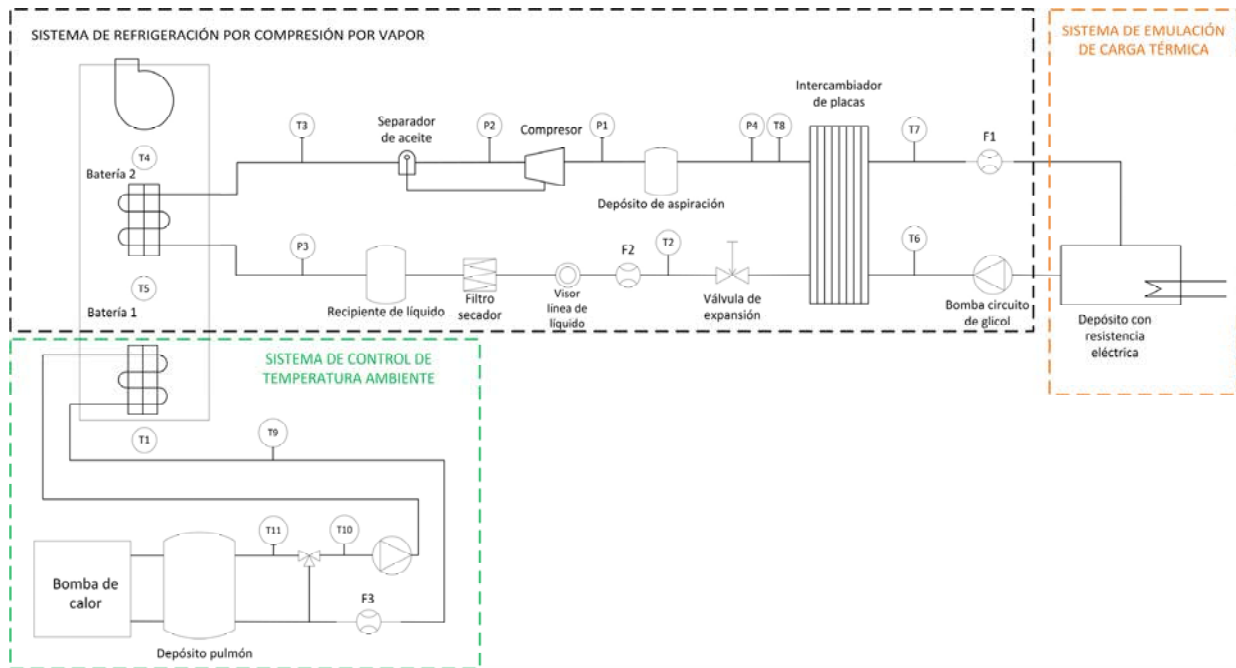 SISTEMA DE REFRIGERACIÓN POR COMPRESIÓN POR VAPOR
SISTEMA DE EMULACIÓN
DE CARGA TÉRMICA
Intercambiador
de placas
T3
Separador
de aceite
P2
Compresor
P1
P4
T8
T7
F1
T4
Batería 2
Depósito de aspiración
P3
F2
T2
T6
T5
Batería 1
Recipiente de líquido
Filtro
secador
Visor
línea de
líquido
Válvula de
expansión
Bomba circuito
de glicol
Depósito con
resistencia
eléctrica
SISTEMA DE CONTROL DE
TEMPERATURA AMBIENTE
T1
T9
T11
T10
Bomba de
calor
F3
Depósito pulmón